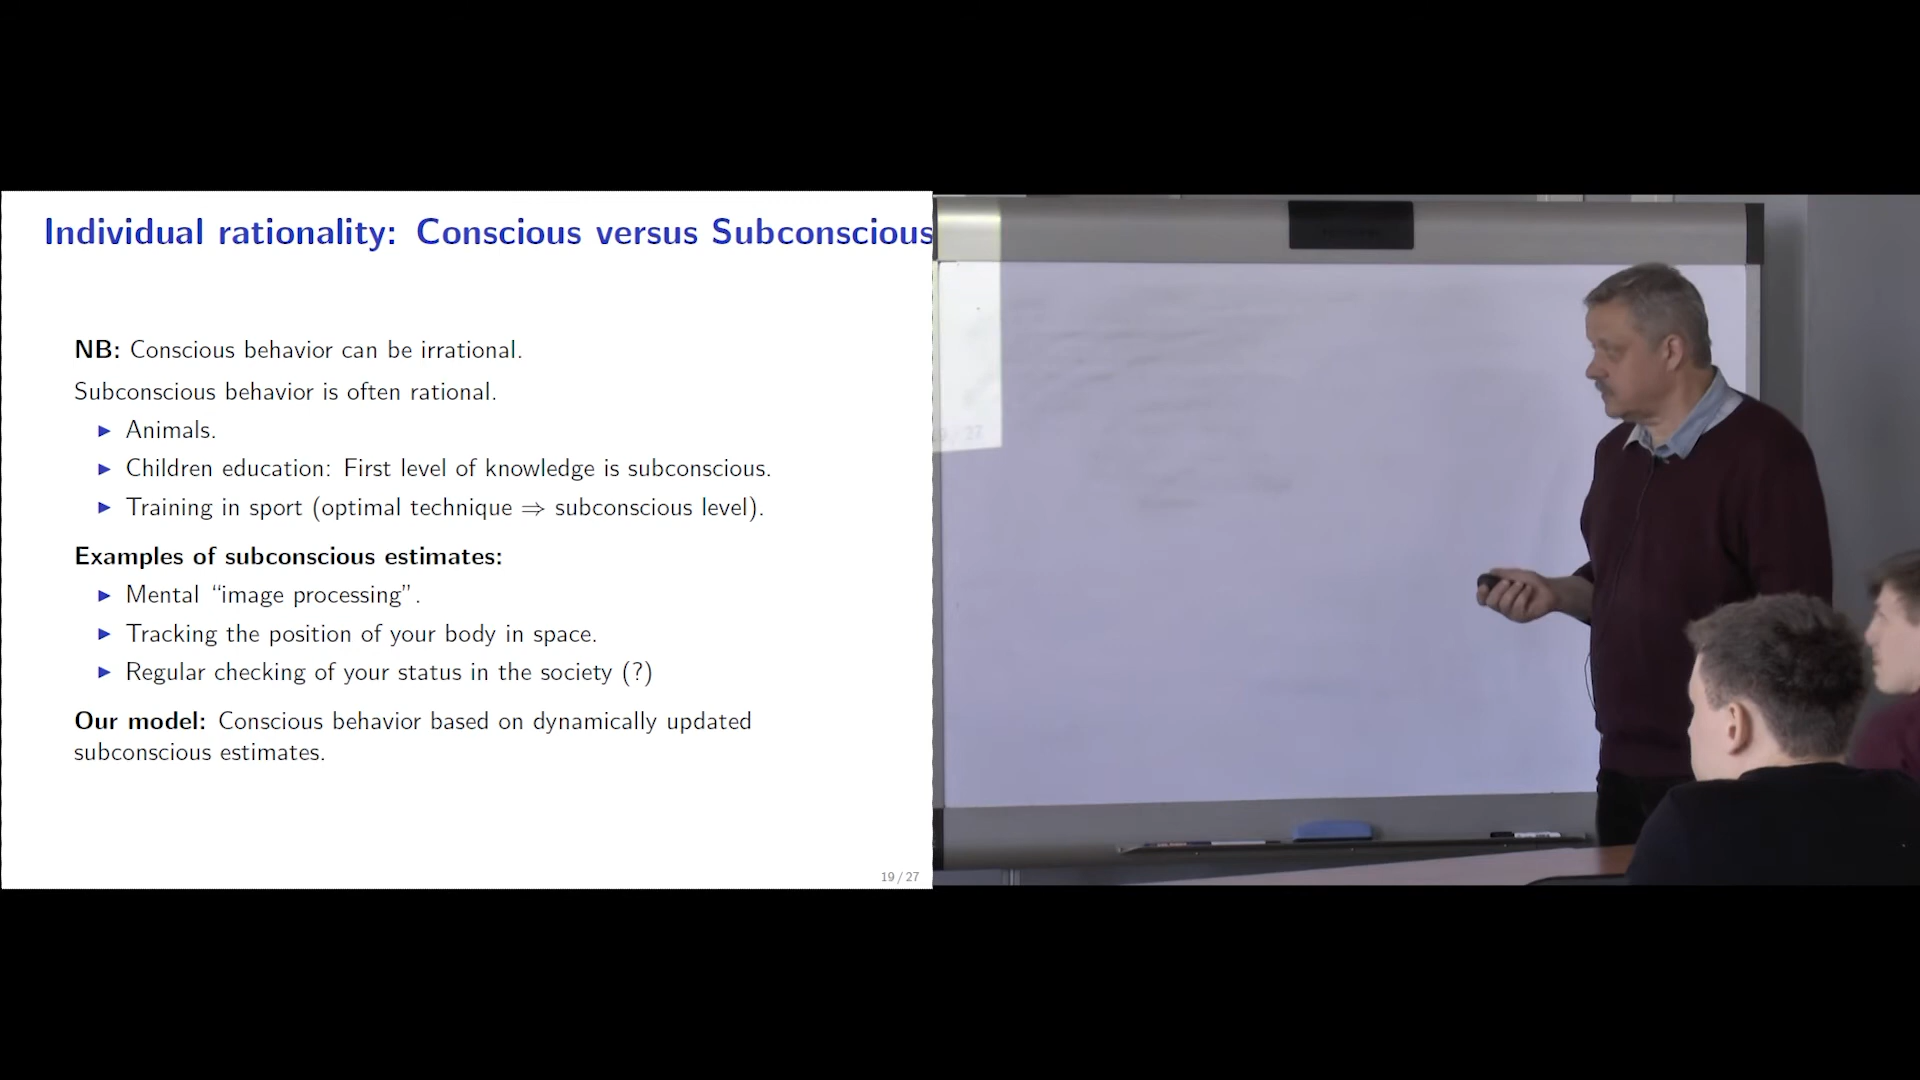 Individual rationality: Conscious versus Subconscious
NB: Conscious behavior can be irrational.
Subconscious behavior is often rational.
▶ Animals.
▶ Children education: First level of knowledge is subconscious.
▶ Training in sport (optimal technique ⇒ subconscious level).
Examples of subconscious estimates:
▶ Mental “image processing”.
▶ Tracking the position of your body in space.
▶ Regular checking of your status in the society (?)
Our model: Conscious behavior based on dynamically updated
subconscious estimates.
19 / 27
/ 27